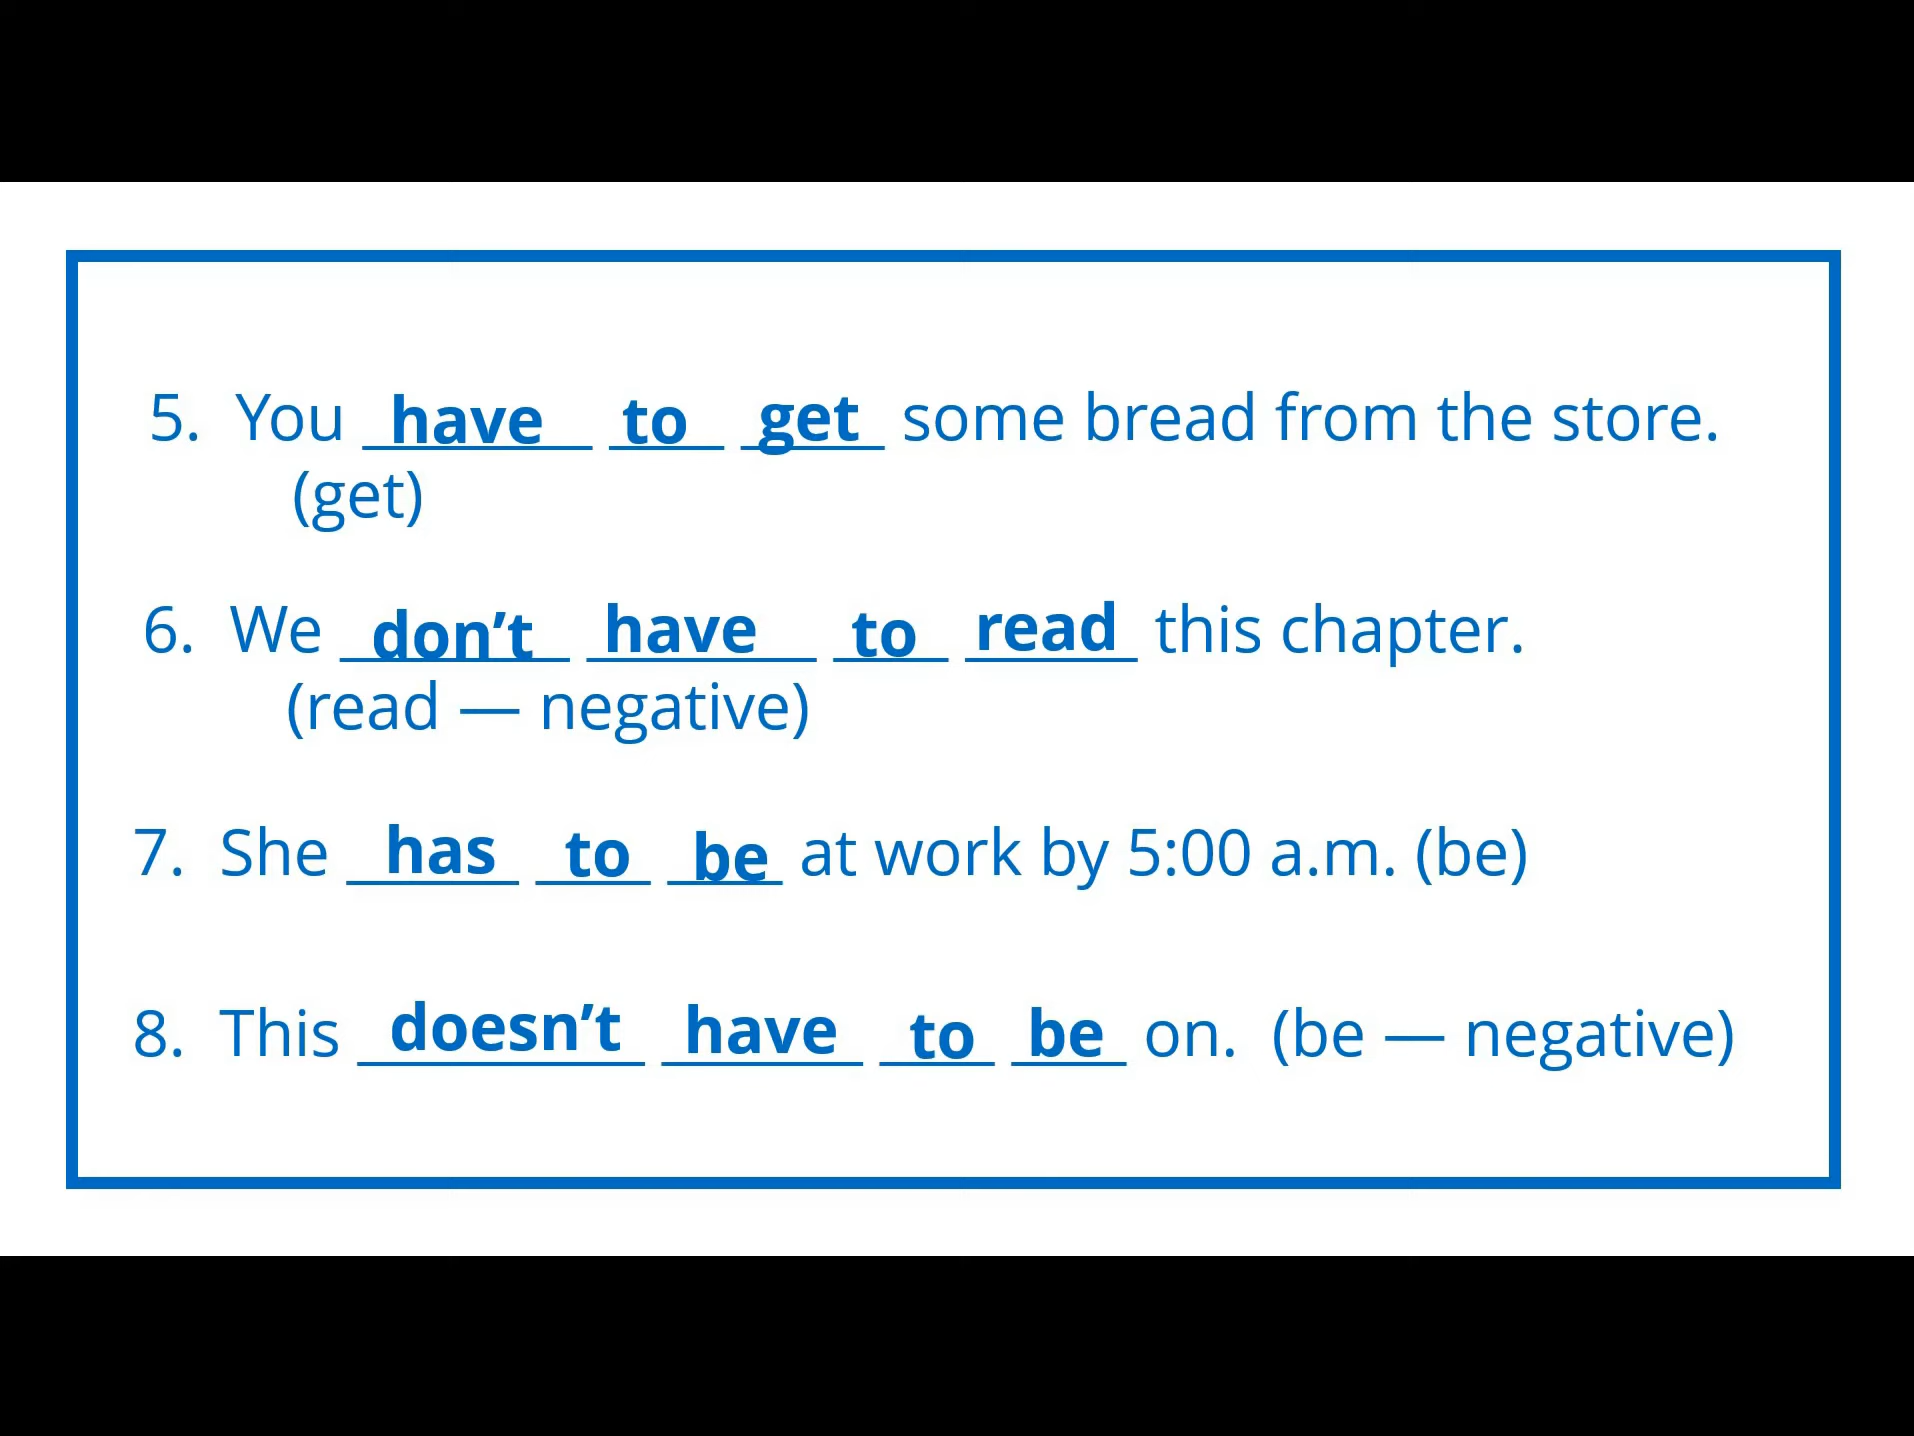 5. You have to get some bread from the store.
(get)
6. We don’t have to read this chapter.
(read — negative)
7. She has to be at work by 5:00 a.m. (be)
8. This doesn’t have to be on. (be — negative)